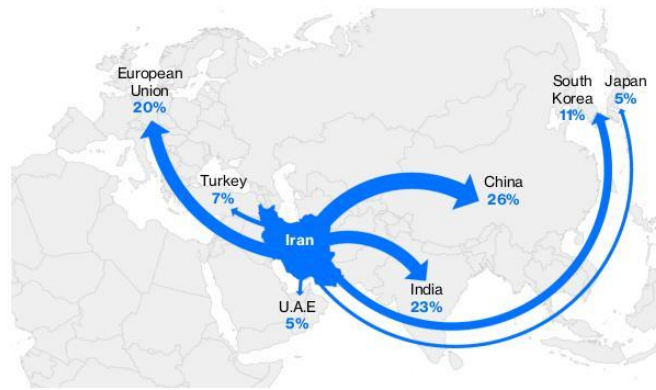 European
Union
20%
South
Korea
11%
Japan
5%
Turkey
7%
China
26%
Iran
India
23%
U.A.E
5%